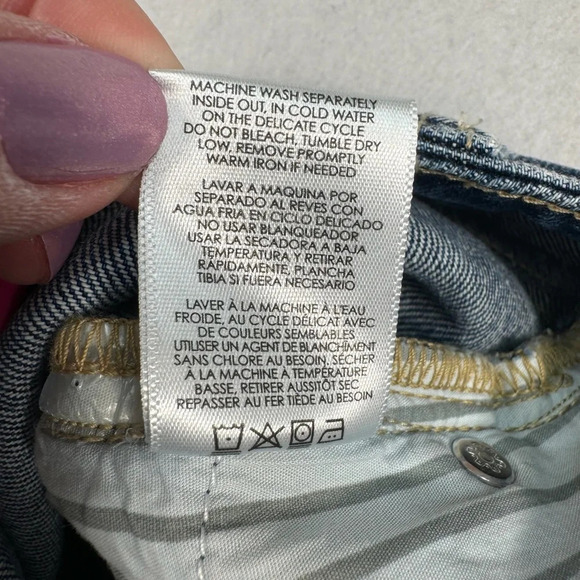 MACHINE WASH SEPARATELY
INSIDE OUT, IN COLD WATER
ON THE DELICATE CYCLE
DO NOT BLEACH, TUMBLE DRY
LOW, REMOVE PROMPTLY
WARM IRON IF NEEDED
LAVAR A MAQUINA POR
SEPARADO AL REVES CON
AGUA FRIA EN CICLO DELICADO
NO USAR BLANQUEADOR
USAR LA SECADORA A BAJA
TEMPERATURA Y RETIRAR
RAPIDAMENTE, PLANCHA
TIBIA SI FUERA NECESARIO
LAVER À LA MACHINE À L'EAU
FROIDE, AU CYCLE DÉLICAT AVEC
DE COULEURS SEMBLABLES
UTILISER UN AGENT DE BLANCHÎMENT
SANS CHLORE AU BESOIN, SÉCHER
À LA MACHINE À TEMPÉRATURE
BASSE, RETIRER AUSSITÔT SEC
REPASSER AU FER TIÈDE AU BESOIN